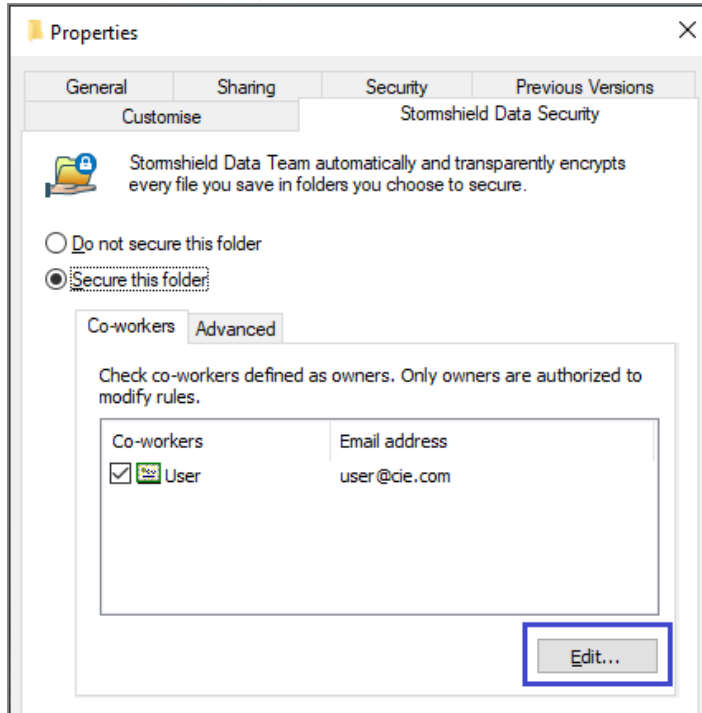 Properties
General Sharing Security Previous Versions
Customise Stormshield Data Security
Stormshield Data Team automatically and transparently encrypts
every file you save in folders you choose to secure.
Do not secure this folder
Secure this folder
Co-workers Advanced
Check co-workers defined as owners. Only owners are authorized to
modify rules.
Co-workers Email address
User user@cie.com
Edit...